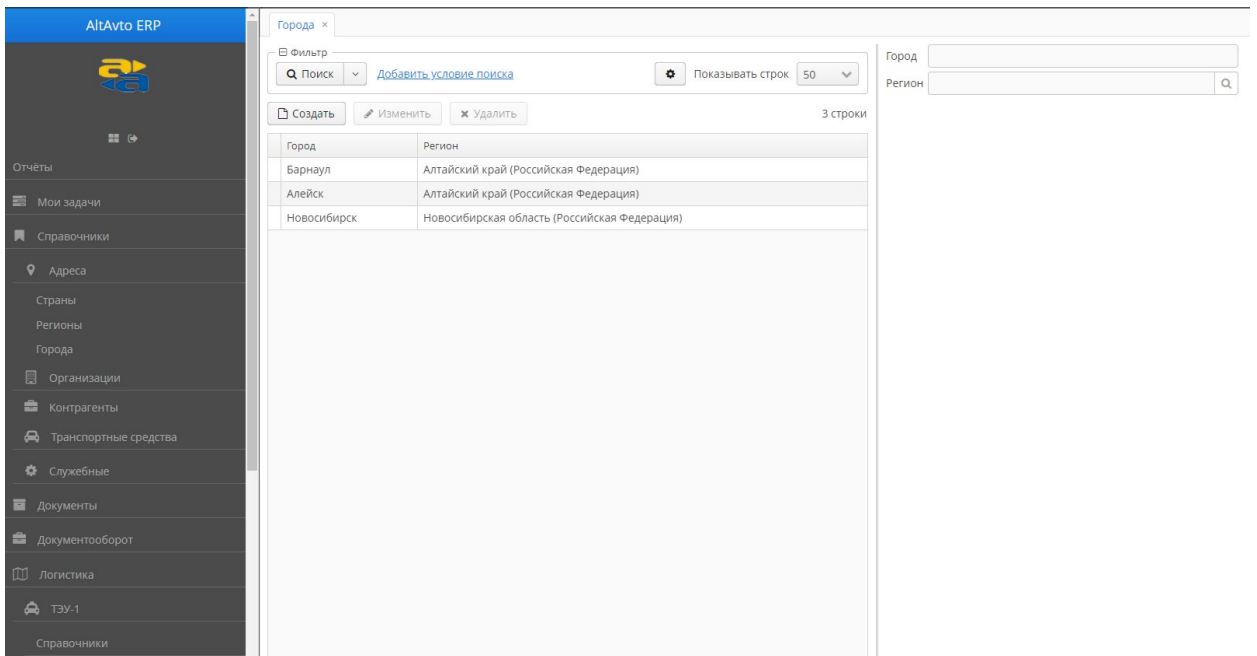 AltAvto ERP
Отчёты
Мои задачи
Справочники
Адреса
Страны
Регионы
Города
Организации
Контрагенты
Транспортные средства
Служебные
Документы
Документооборот
Логистика
ТЭУ-1
Справочники
Города ×
Фильтр
Поиск Добавить условие поиска Показывать строк 50
Создать Изменить Удалить 3 строки
Город Регион
Барнаул Алтайский край (Российская Федерация)
Алейск Алтайский край (Российская Федерация)
Новосибирск Новосибирская область (Российская Федерация)
Город
Регион